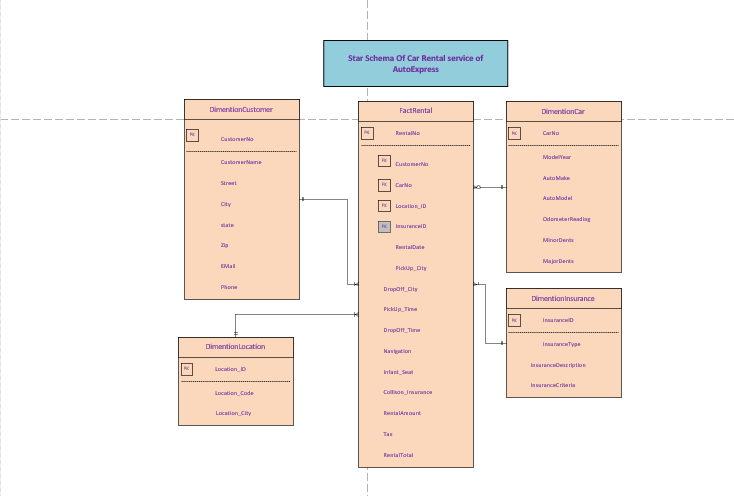 Star Schema Of Car Rental service of
AutoExpress
DimentionCustomer
PK
CustomerNo
CustomerName
Street
City
state
Zip
EMail
Phone
FactRental
PK
RentalNo
FK
CustomerNo
FK
CarNo
FK
Location_ID
FK
InsuranceID
RentalDate
PickUp_City
DropOff_City
PickUp_Time
DropOff_Time
Navigation
Infant_Seat
Collison_Insurance
RentalAmount
Tax
RentalTotal
DimentionCar
PK
CarNo
ModelYear
AutoMake
AutoModel
OdometerReading
MinorDents
MajorDents
DimentionInsurance
PK
InsuranceID
InsuranceType
InsuranceDescription
InsuranceCriteria
DimentionLocation
PK
Location_ID
Location_Code
Location_City